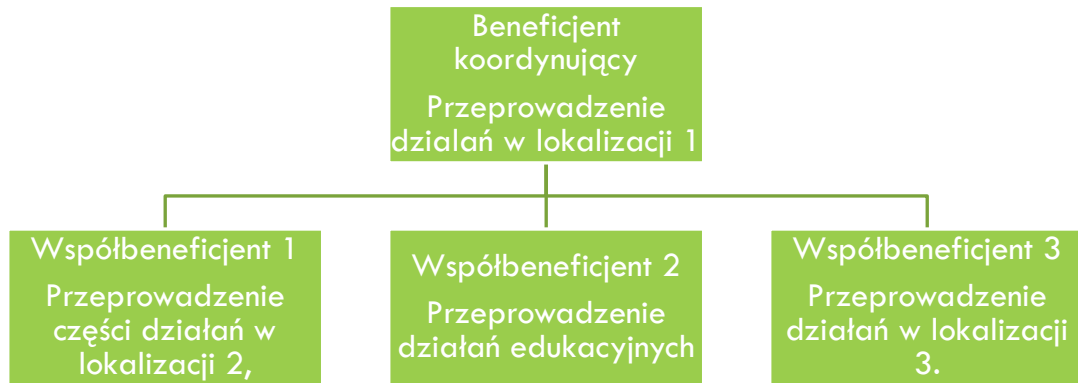 Beneficjent
koordynujący
Przeprowadzenie
dzialań w lokalizacji 1
Współbeneficjent 1
Przeprowadzenie
części działań w
lokalizacji 2,
Współbeneficjent 2
Przeprowadzenie
działań edukacyjnych
Współbeneficjent 3
Przeprowadzenie
działań w lokalizacji
3.